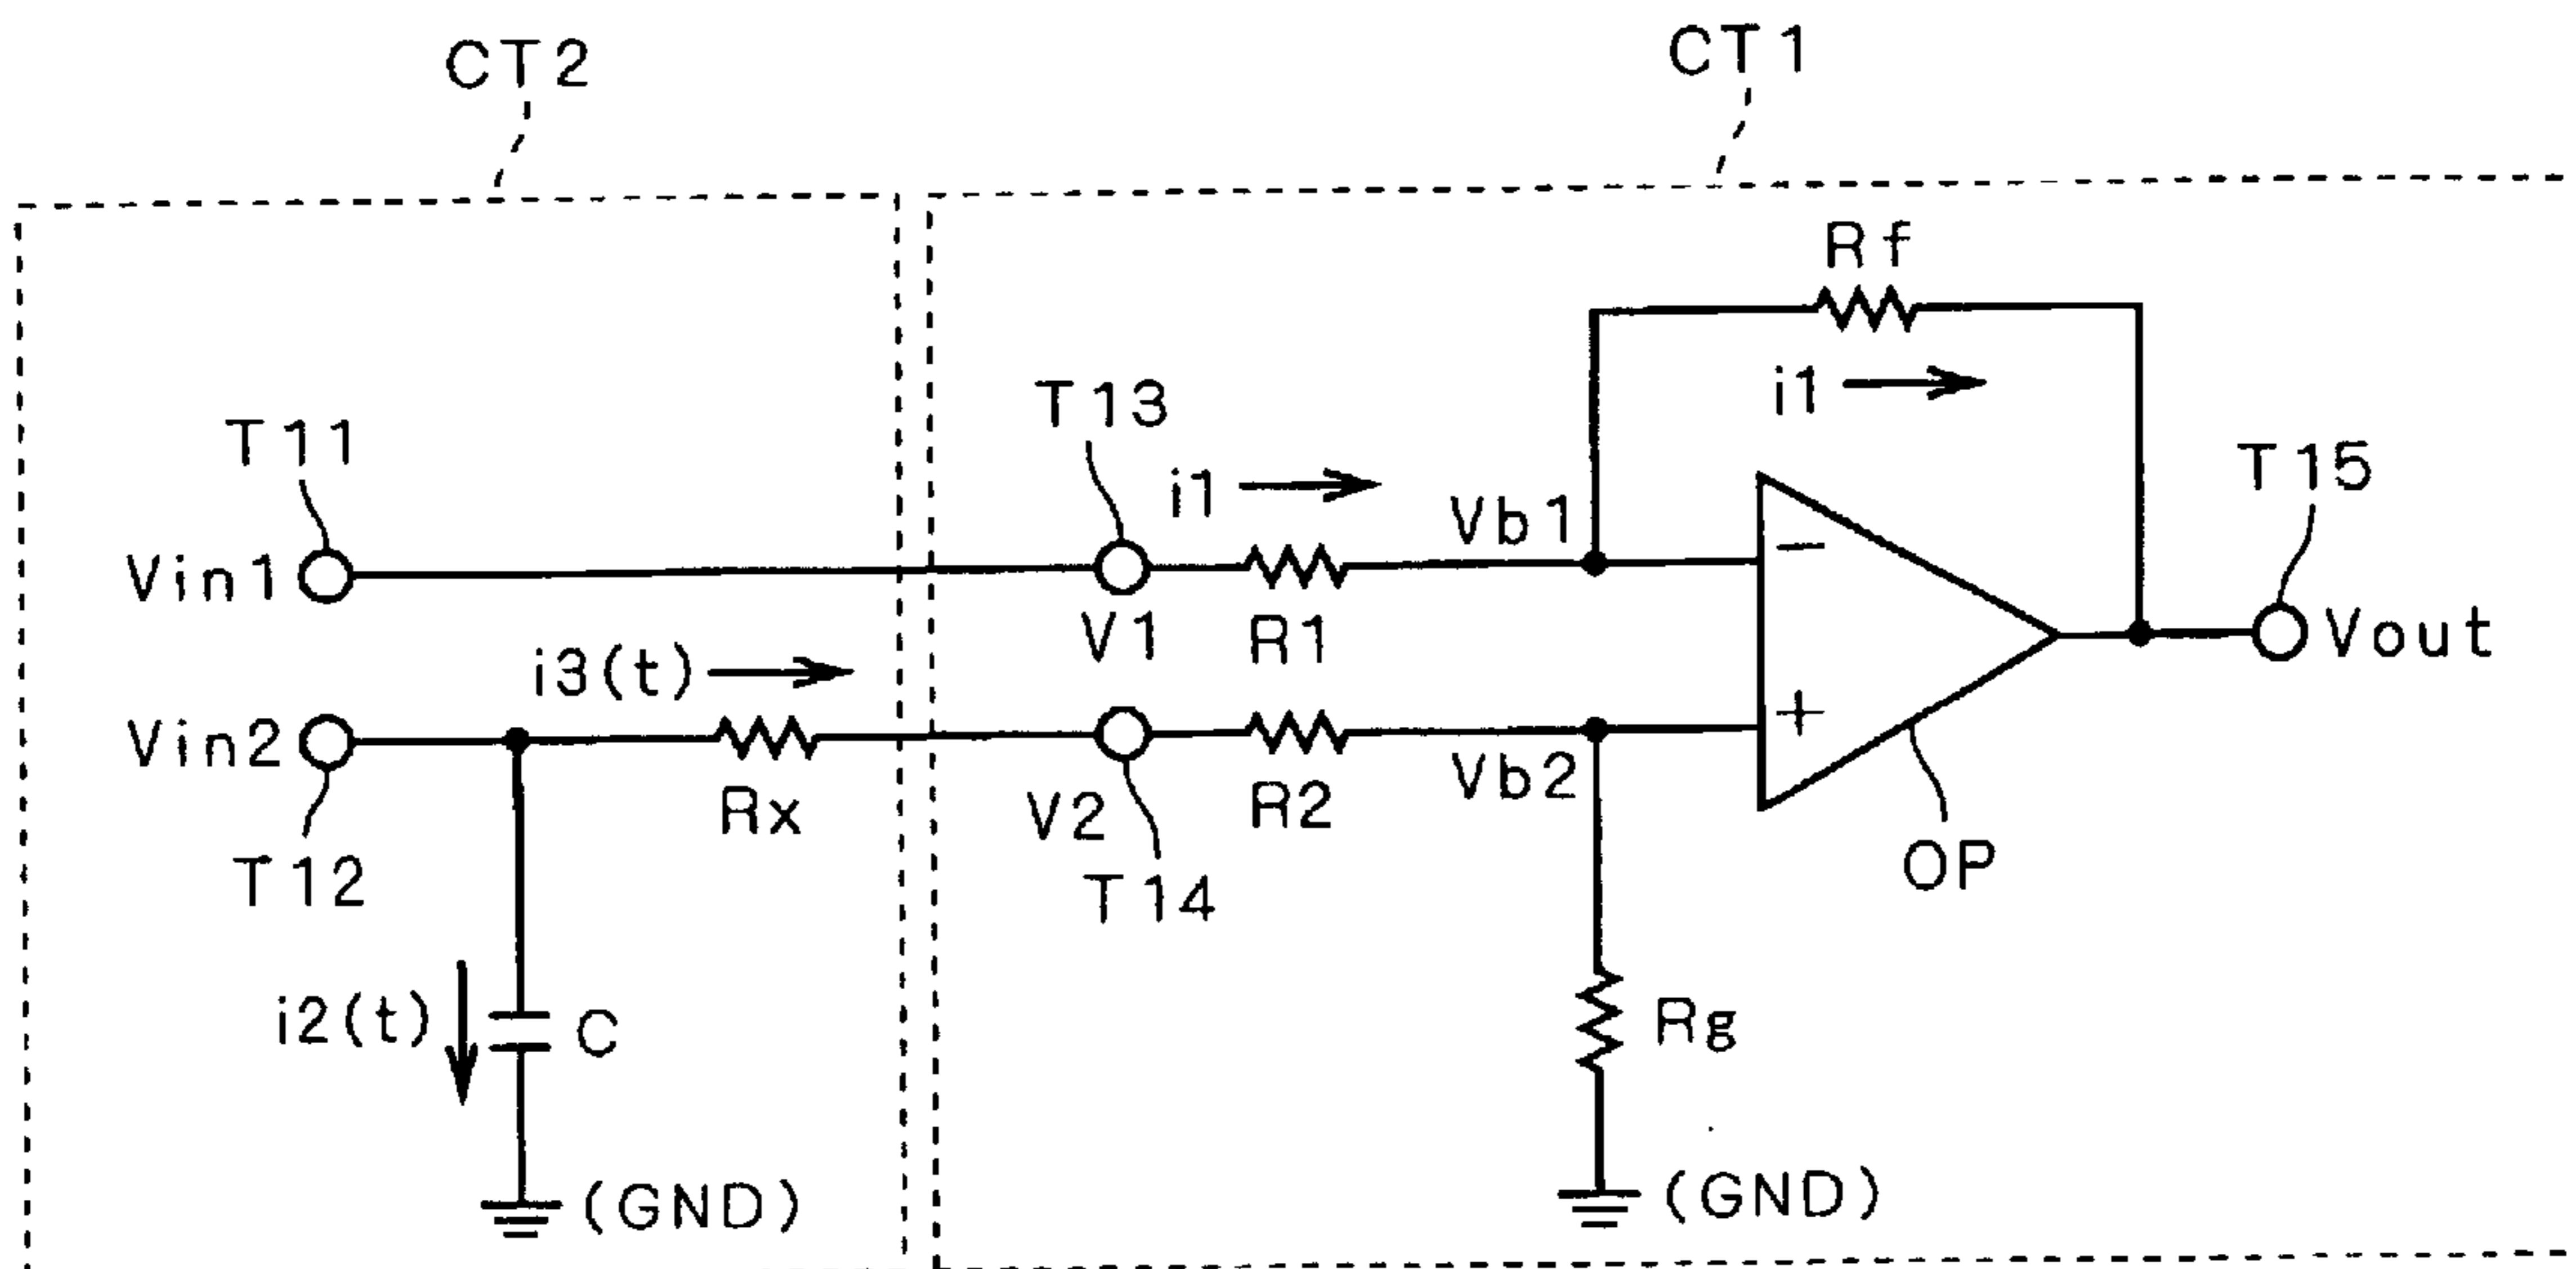 CT2
CT1
Rf
i1
T13
T11
T15
i1
Vb1
Vin1
−
V1
R1
Vout
i3(t)
Vin2
+
Rx
V2
R2
Vb2
T12
T14
OP
i2(t)
C
Rg
(GND)
(GND)